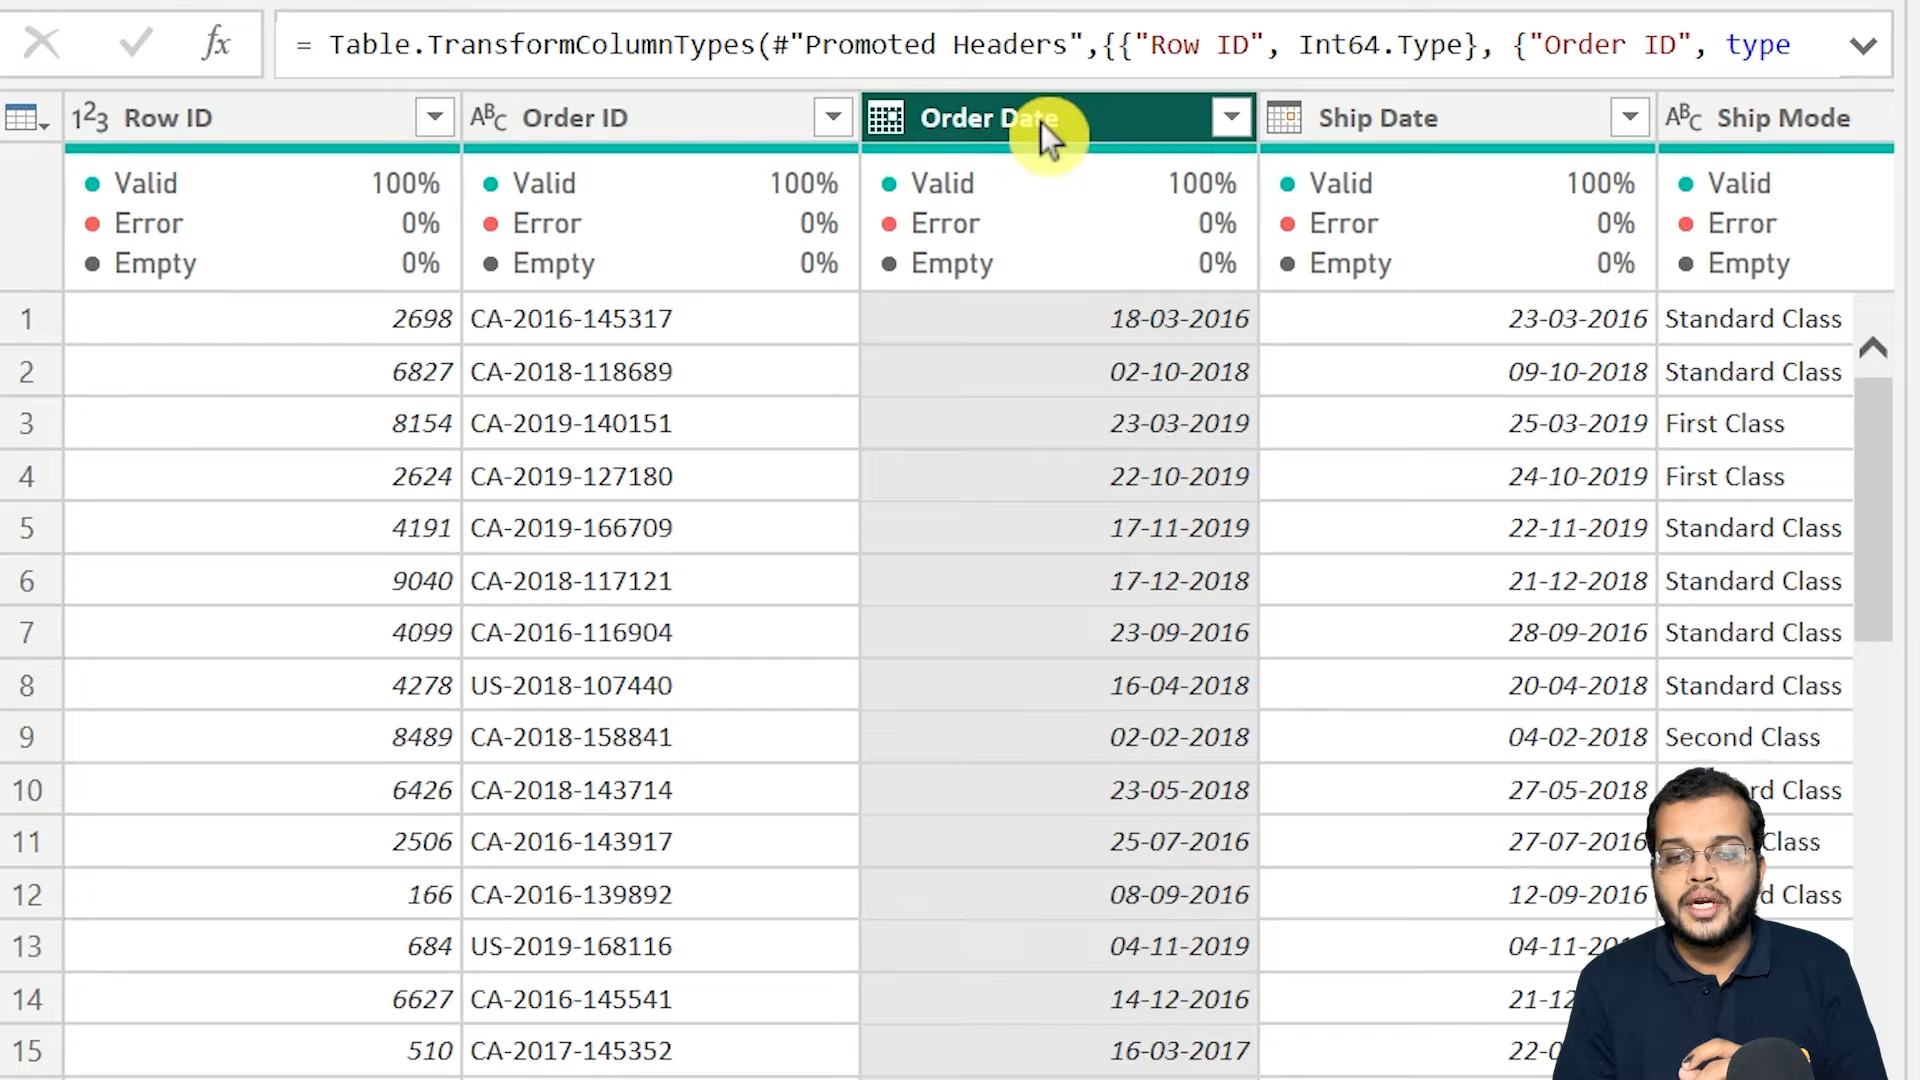 fx = Table.TransformColumnTypes(#"Promoted Headers",{{"Row ID", Int64.Type}, {"Order ID", type
123 Row ID ABC Order ID Order Date Ship Date ABC Ship Mode
Valid 100% Valid 100% Valid 100% Valid 100% Valid
Error 0% Error 0% Error 0% Error 0% Error
Empty 0% Empty 0% Empty 0% Empty 0% Empty
1 2698 CA-2016-145317 18-03-2016 23-03-2016 Standard Class
2 6827 CA-2018-118689 02-10-2018 09-10-2018 Standard Class
3 8154 CA-2019-140151 23-03-2019 25-03-2019 First Class
4 2624 CA-2019-127180 22-10-2019 24-10-2019 First Class
5 4191 CA-2019-166709 17-11-2019 22-11-2019 Standard Class
6 9040 CA-2018-117121 17-12-2018 21-12-2018 Standard Class
7 4099 CA-2016-116904 23-09-2016 28-09-2016 Standard Class
8 4278 US-2018-107440 16-04-2018 20-04-2018 Standard Class
9 8489 CA-2018-158841 02-02-2018 04-02-2018 Second Class
10 6426 CA-2018-143714 23-05-2018 27-05-2018 Class
11 2506 CA-2016-143917 25-07-2016 27-07-2016 Class
12 166 CA-2016-139892 08-09-2016 12-09-2016 Class
13 684 US-2019-168116 04-11-2019
14 6627 CA-2016-145541 14-12-2016
15 510 CA-2017-145352 16-03-2017